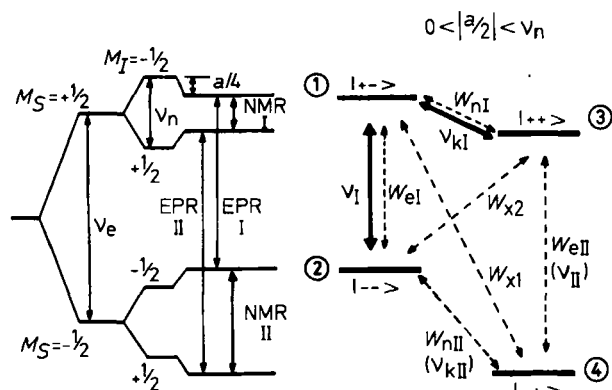 0 < |a/2| < νn
MI = -1/2
a/4
MS = +1/2
νn
NMR
I
+1/2
νe
EPR
II
EPR
I
-1/2
NMR
II
MS = -1/2
+1/2
①
|+->
WnI
νkI
|++>
③
νI
WeI
Wx2
WeII
(νII)
Wx1
②
|-->
WnII
(νkII)
④